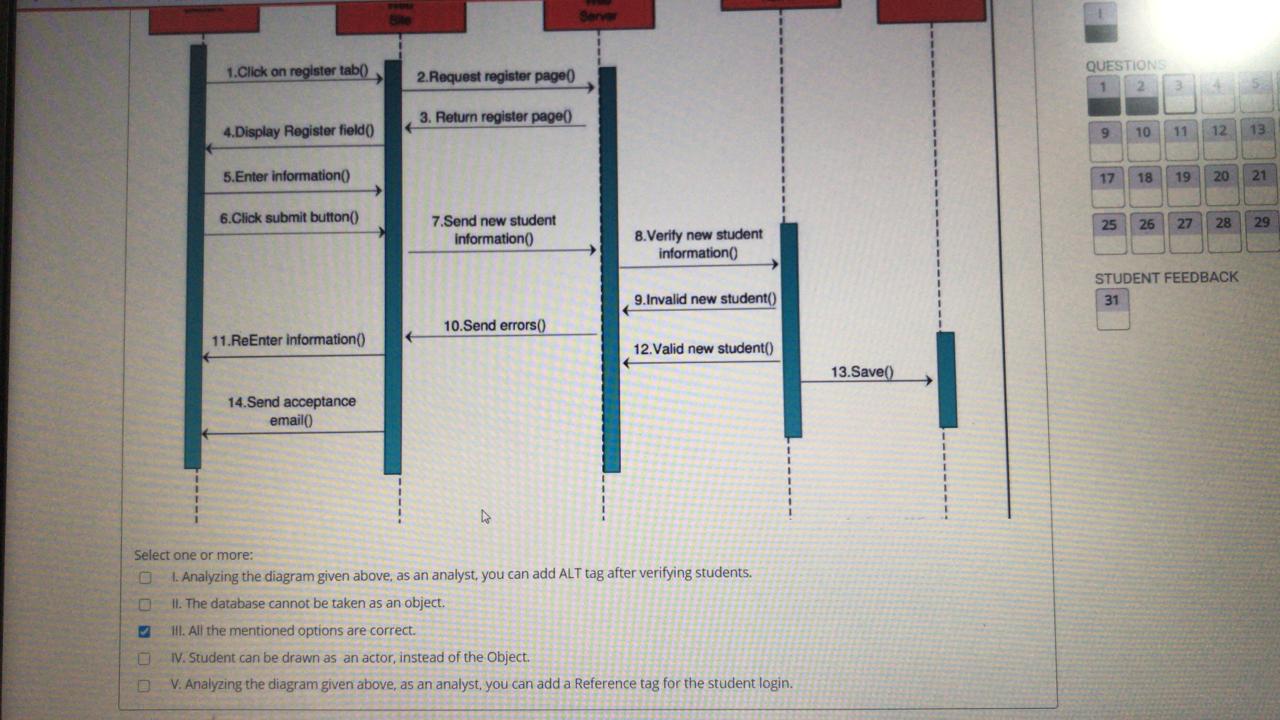 Site
Server
1.Click on register tab()
2.Request register page()
3. Return register page()
4.Display Register field()
5.Enter information()
6.Click submit button()
7.Send new student
information()
8.Verify new student
information()
9.Invalid new student()
10.Send errors()
11.ReEnter information()
12.Valid new student()
13.Save()
14.Send acceptance
email()
Select one or more:
I. Analyzing the diagram given above, as an analyst, you can add ALT tag after verifying students.
II. The database cannot be taken as an object.
III. All the mentioned options are correct.
IV. Student can be drawn as an actor, instead of the Object.
V. Analyzing the diagram given above, as an analyst, you can add a Reference tag for the student login.
QUESTIONS
1 2 3 4 5
9 10 11 12 13
17 18 19 20 21
25 26 27 28 29
STUDENT FEEDBACK
31